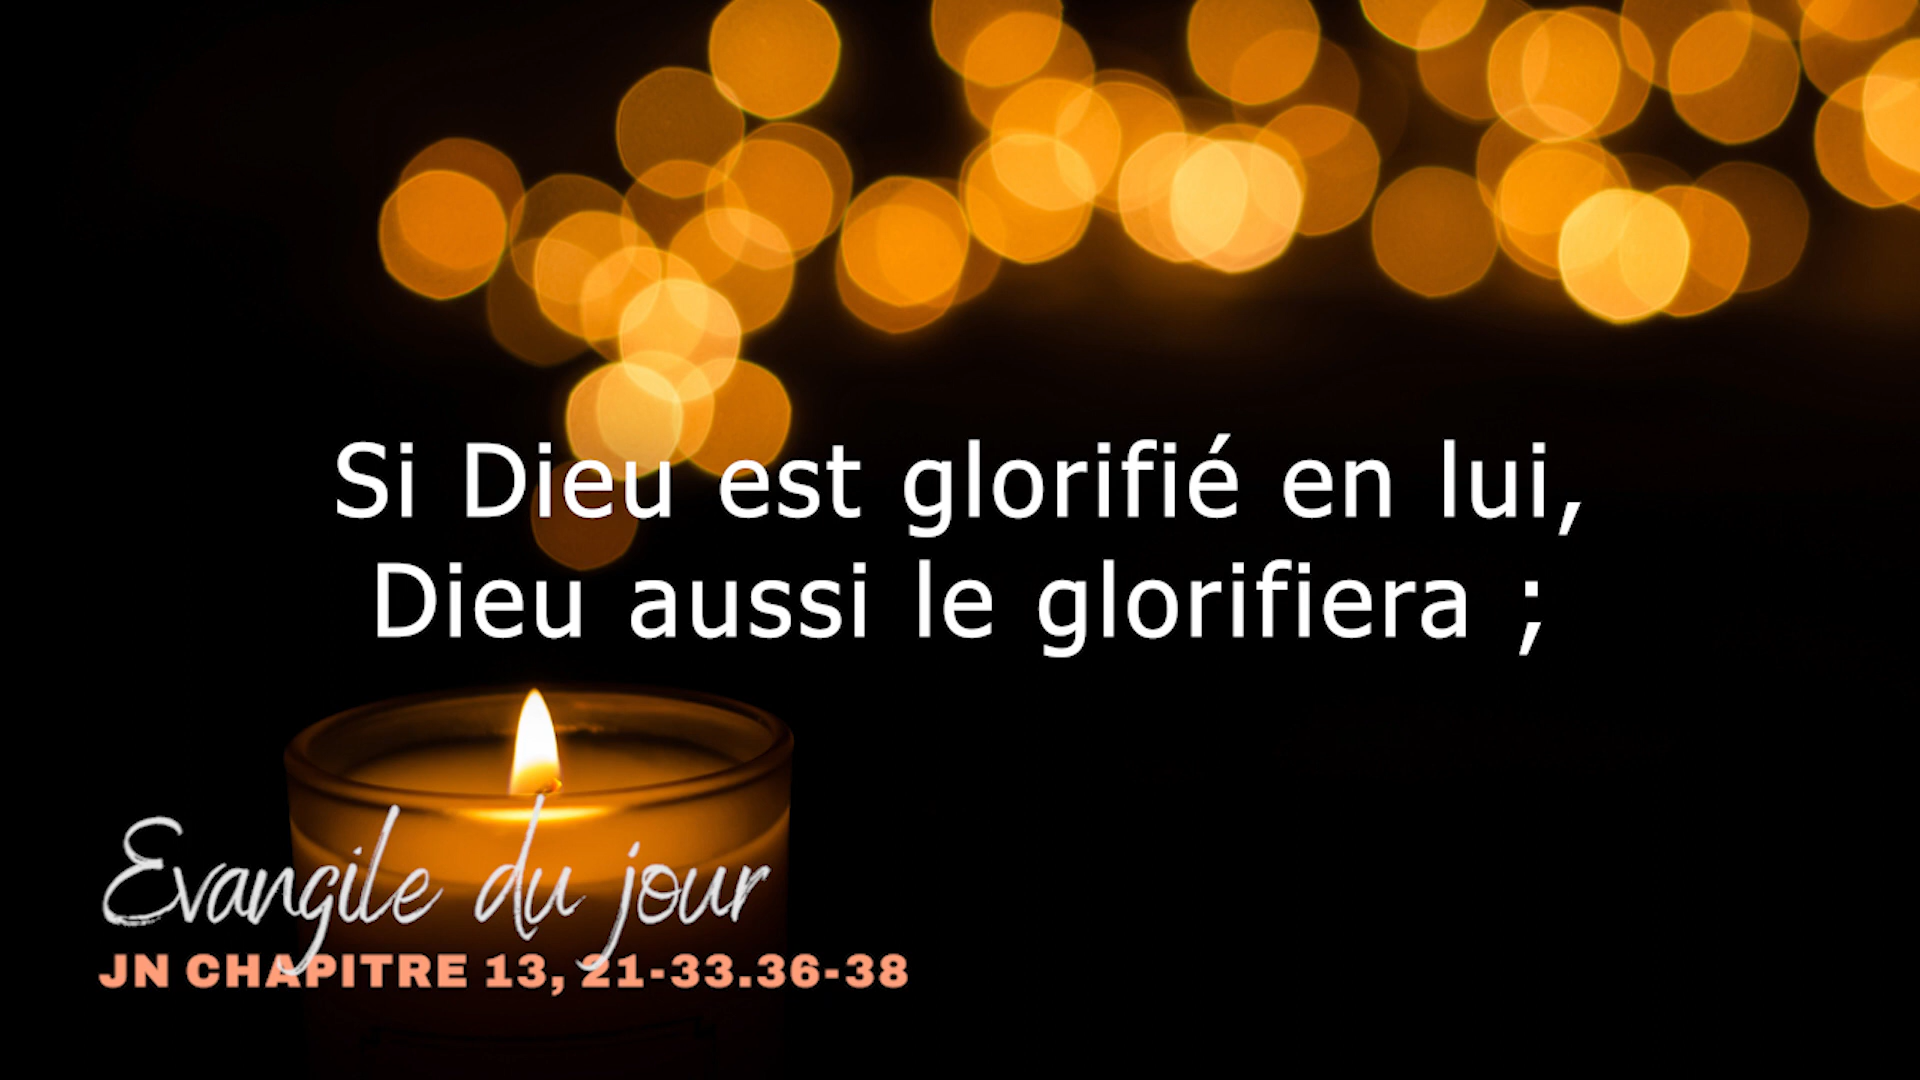 Si Dieu est glorifié en lui,
Dieu aussi le glorifiera ;
Evangile du jour
JN CHAPITRE 13, 21-33.36-38